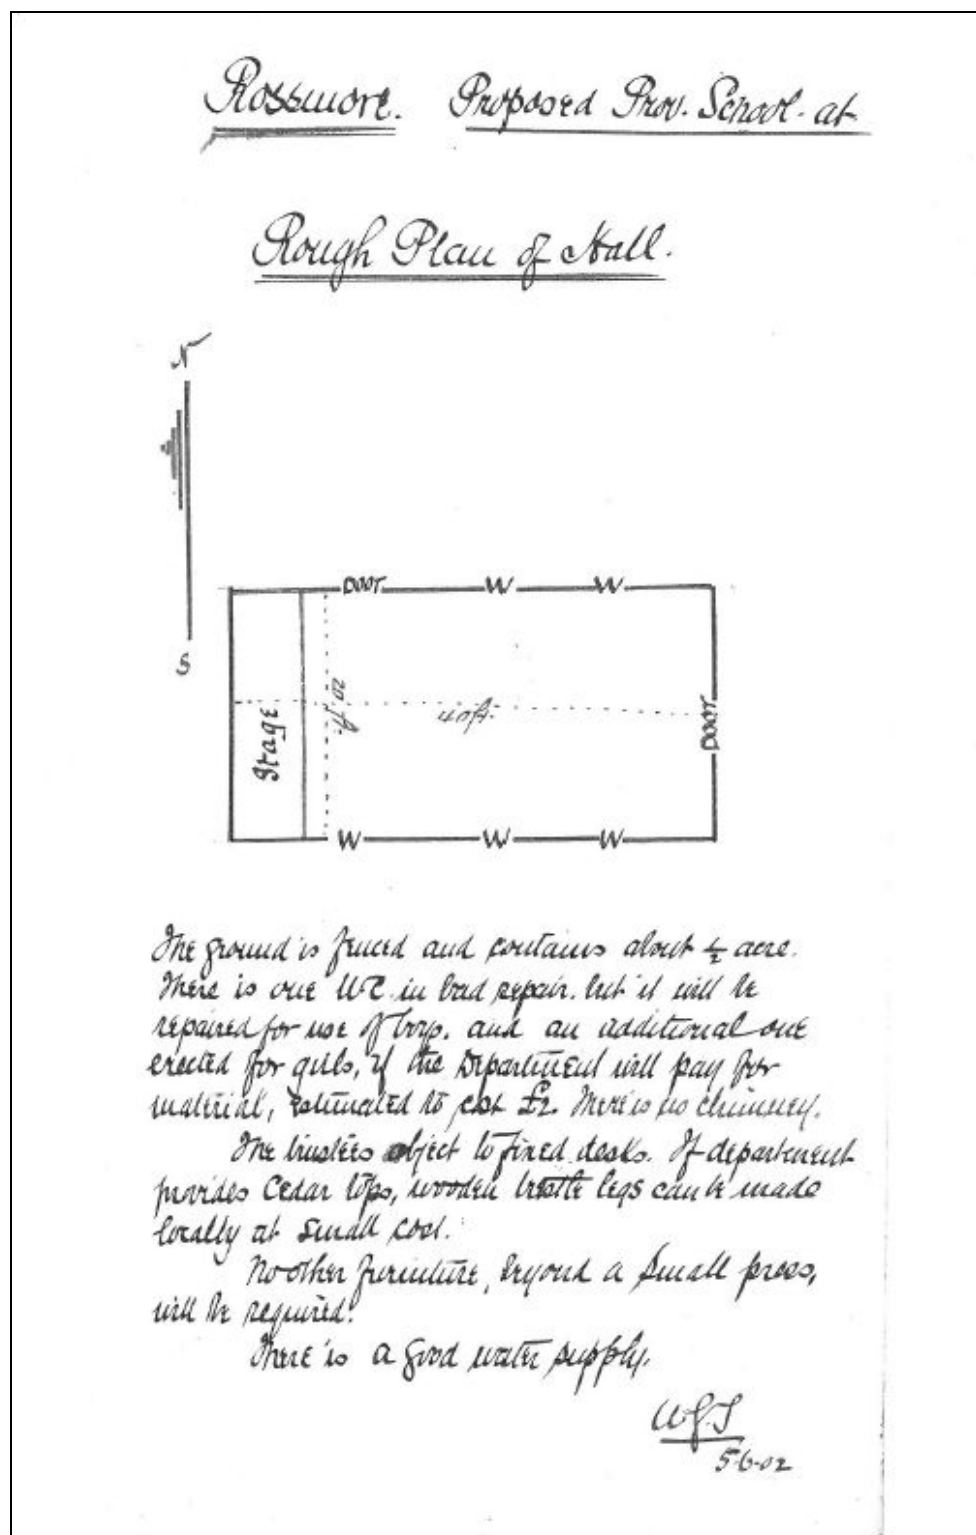 Rossmore. Proposed Prov. School. at
Rough Plan of Hall.
N
S
DOOR W W
Stage
20 ft.
40ft.
DOOR
W W W
The ground is fenced and contains about ½ acre.
There is one W.C. in bad repair. but it will be
repaired for use of boys. and an additional one
erected for girls, if the Department will pay for
material, estimated to cost £2. There is no chimney.
The trustees object to fixed desks. If department
provides Cedar tops, wooden trestle legs can be made
locally at small cost.
No other furniture, beyond a small press,
will be required.
There is a good water supply.
5-6-02